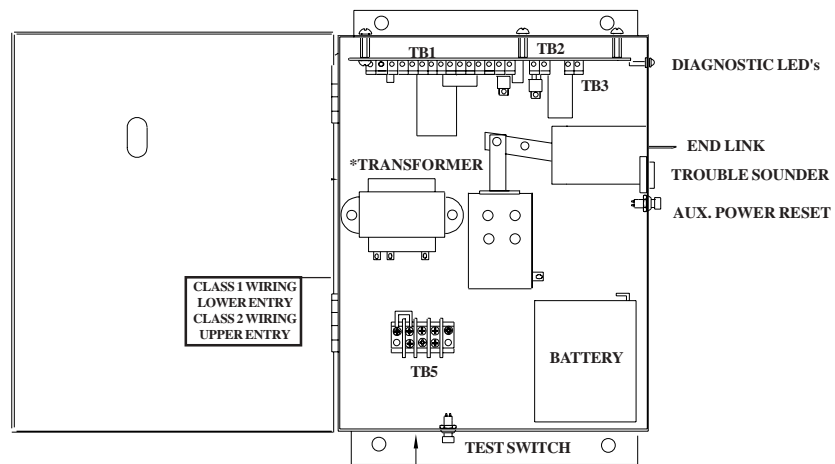 TB1
TB2
DIAGNOSTIC LED's
TB3
END LINK
*TRANSFORMER
TROUBLE SOUNDER
AUX. POWER RESET
CLASS 1 WIRING
LOWER ENTRY
CLASS 2 WIRING
UPPER ENTRY
BATTERY
TB5
TEST SWITCH